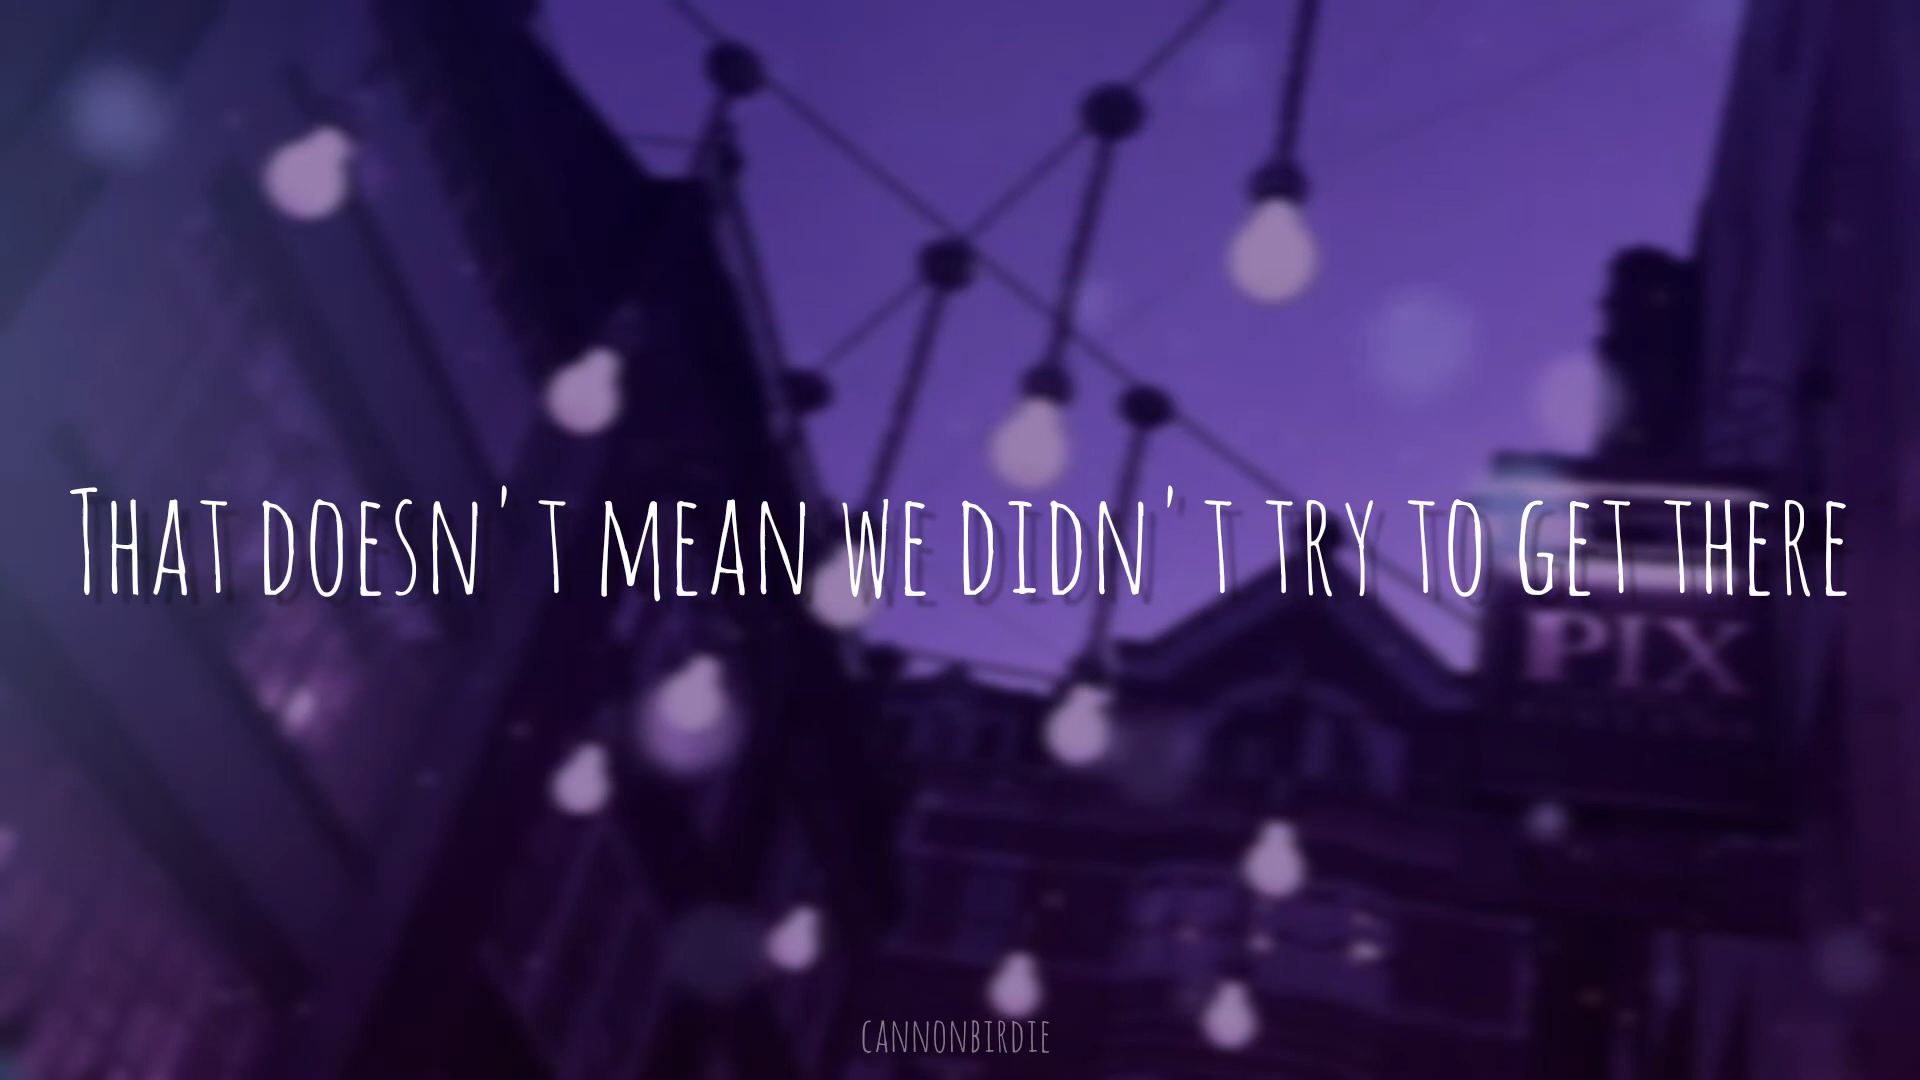 That doesn't mean we didn't try to get there
PIX
cannonbirdie